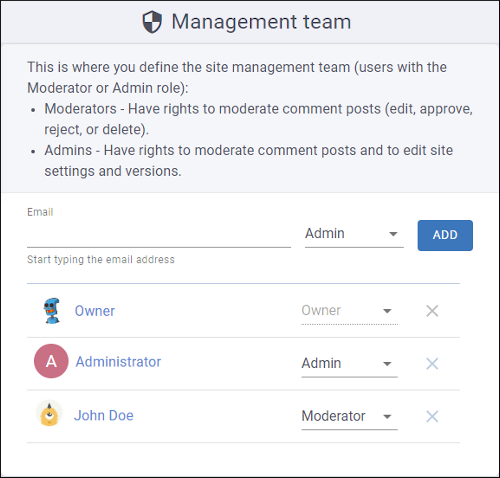 Management team
This is where you define the site management team (users with the
Moderator or Admin role):
• Moderators - Have rights to moderate comment posts (edit, approve,
reject, or delete).
• Admins - Have rights to moderate comment posts and to edit site
settings and versions.
Email
Admin
ADD
Start typing the email address
Owner Owner
A Administrator Admin
John Doe Moderator